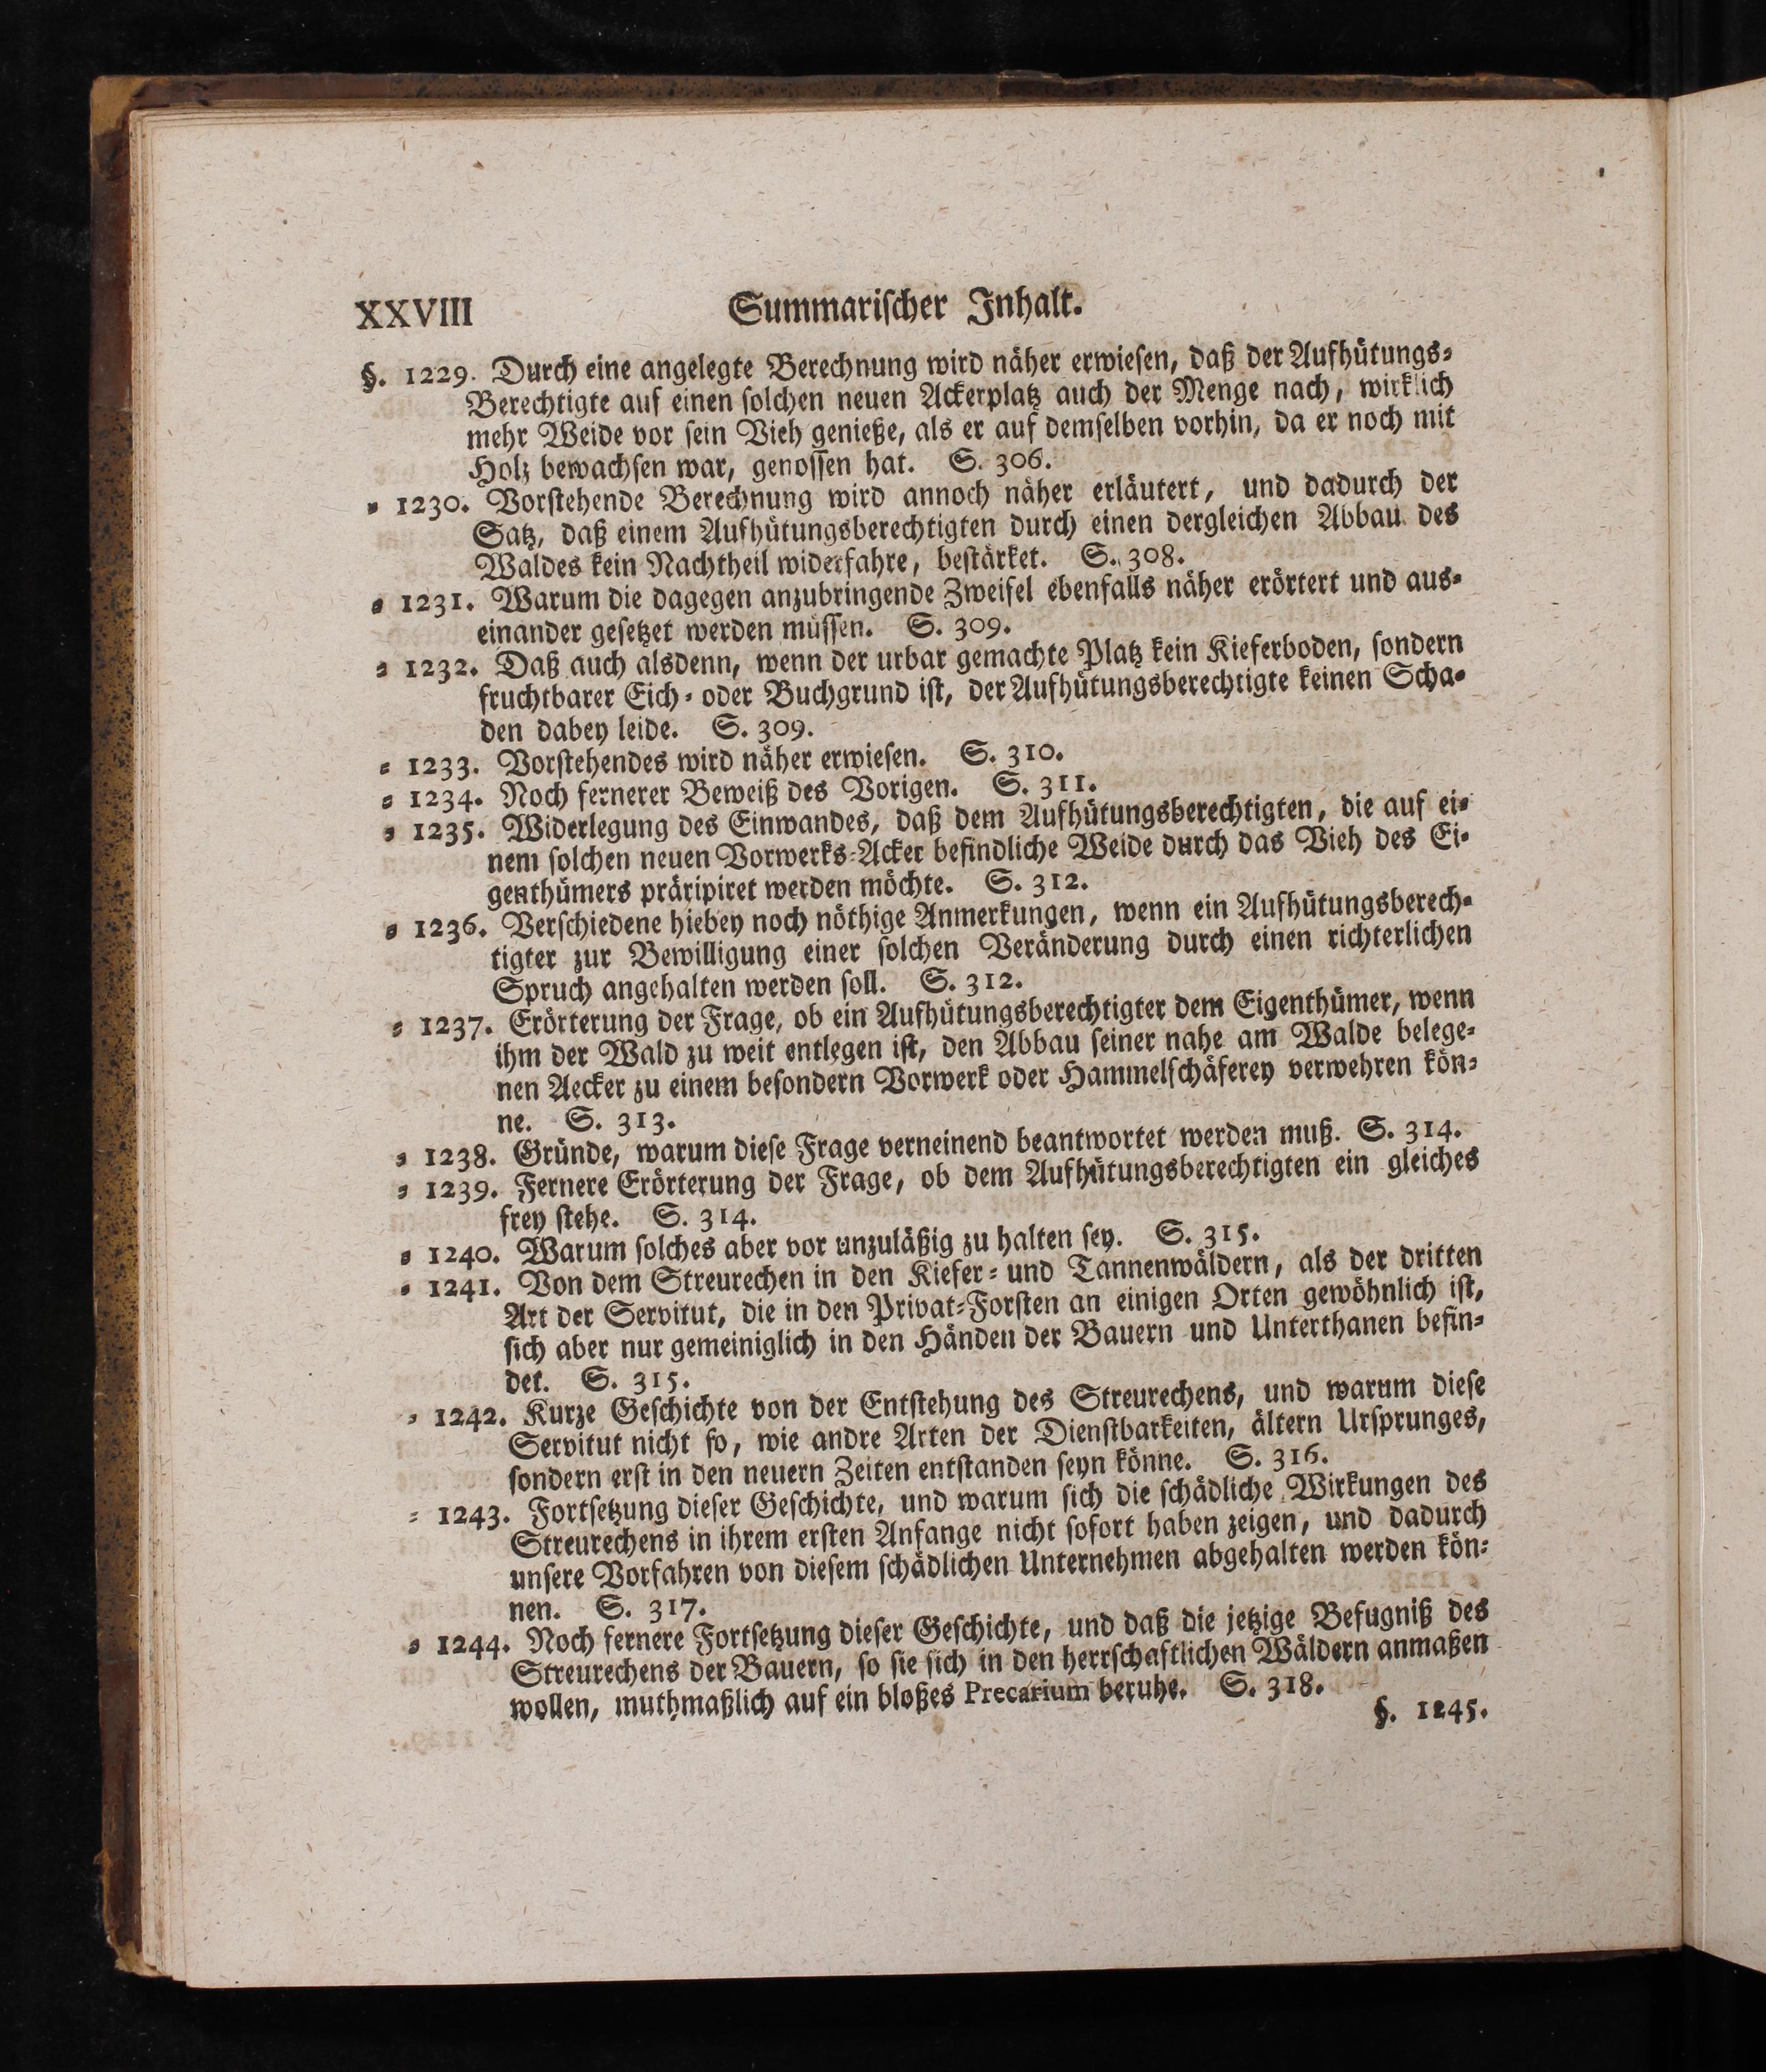 XXVIII Summarischer Inhalt.
§. 1229. Durch eine angelegte Berechnung wird näher erwiesen, daß der Aufhütungs-
Berechtigte auf einen solchen neuen Ackerplatz auch der Menge nach, wirklich
mehr Weide vor sein Vieh genieße, als er auf demselben vorhin, da er noch mit
Holz bewachsen war, genossen hat. S. 306.
= 1230. Vorstehende Berechnung wird annoch näher erläutert, und dadurch der
Satz, daß einem Aufhütungsberechtigten durch einen dergleichen Abbau des
Waldes kein Nachtheil widerfahre, bestärket. S. 308.
= 1231. Warum die dagegen anzubringende Zweifel ebenfalls näher erörtert und aus-
einander gesetzet werden müssen. S. 309.
= 1232. Daß auch alsdenn, wenn der urbar gemachte Platz kein Kieferboden, sondern
fruchtbarer Eich- oder Buchgrund ist, der Aufhütungsberechtigte keinen Scha-
den dabey leide. S. 309.
= 1233. Vorstehendes wird näher erwiesen. S. 310.
= 1234. Noch fernerer Beweiß des Vorigen. S. 311.
= 1235. Widerlegung des Einwandes, daß dem Aufhütungsberechtigten, die auf ei-
nem solchen neuen Vorwerks-Acker befindliche Weide durch das Vieh des Ei-
genthümers präripiret werden möchte. S. 312.
= 1236. Verschiedene hiebey noch nöthige Anmerkungen, wenn ein Aufhütungsberech-
tigter zur Bewilligung einer solchen Veränderung durch einen richterlichen
Spruch angehalten werden soll. S. 312.
= 1237. Erörterung der Frage, ob ein Aufhütungsberechtigter dem Eigenthümer, wenn
ihm der Wald zu weit entlegen ist, den Abbau seiner nahe am Walde belege-
nen Aecker zu einem besondern Vorwerk oder Hammelschäferey verwehren kön-
ne. S. 313.
= 1238. Gründe, warum diese Frage verneinend beantwortet werden muß. S. 314.
= 1239. Fernere Erörterung der Frage, ob dem Aufhütungsberechtigten ein gleiches
frey stehe. S. 314.
= 1240. Warum solches aber vor unzuläßig zu halten sey. S. 315.
= 1241. Von dem Streurechen in den Kiefer- und Tannenwäldern, als der dritten
Art der Servitut, die in den Privat-Forsten an einigen Orten gewöhnlich ist,
sich aber nur gemeiniglich in den Händen der Bauern und Unterthanen befin-
det. S. 315.
= 1242. Kurze Geschichte von der Entstehung des Streurechens, und warum diese
Servitut nicht so, wie andre Arten der Dienstbarkeiten, ältern Ursprunges,
sondern erst in den neuern Zeiten entstanden seyn könne. S. 316.
= 1243. Fortsetzung dieser Geschichte, und warum sich die schädliche Wirkungen des
Streurechens in ihrem ersten Anfange nicht sofort haben zeigen, und dadurch
unsere Vorfahren von diesem schädlichen Unternehmen abgehalten werden kön-
nen. S. 317.
= 1244. Noch fernere Fortsetzung dieser Geschichte, und daß die jetzige Befugniß des
Streurechens der Bauern, so sie sich in den herrschaftlichen Wäldern anmaßen
wollen, muthmaßlich auf ein bloßes Precarium beruhe. S. 318.
§. 1245.